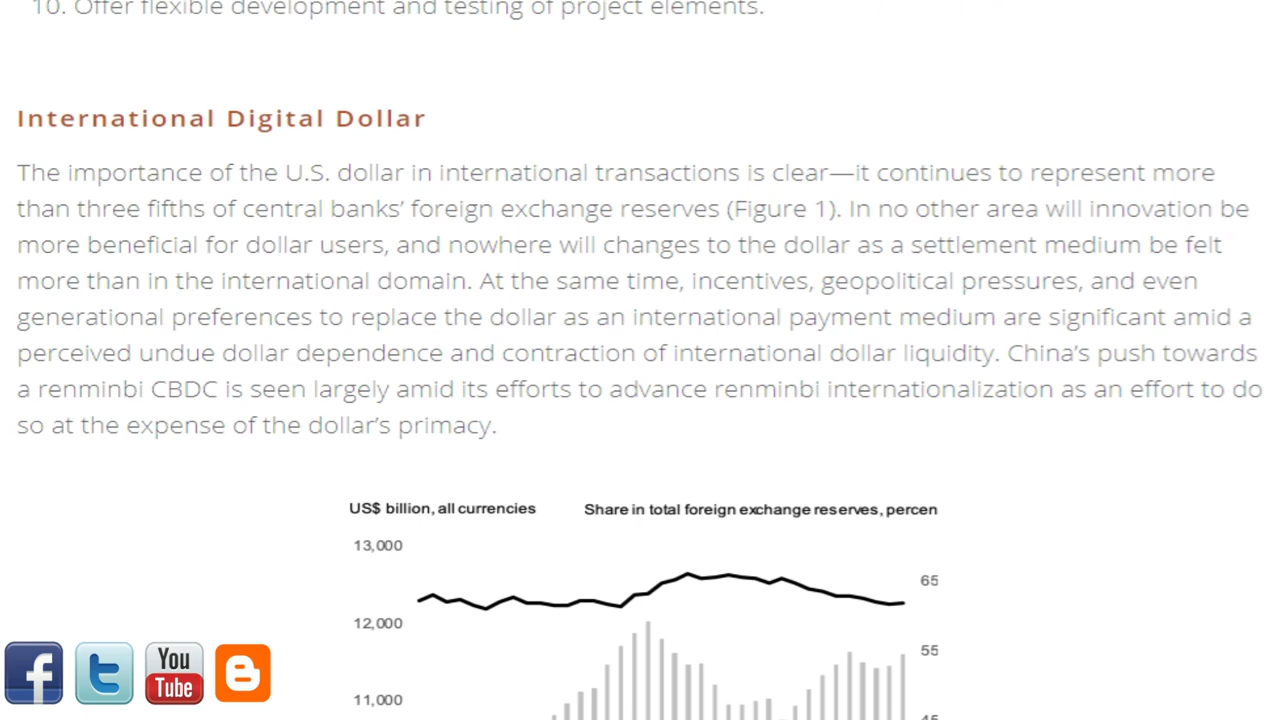 10. Offer flexible development and testing of project elements.
International Digital Dollar
The importance of the U.S. dollar in international transactions is clear—it continues to represent more
than three fifths of central banks’ foreign exchange reserves (Figure 1). In no other area will innovation be
more beneficial for dollar users, and nowhere will changes to the dollar as a settlement medium be felt
more than in the international domain. At the same time, incentives, geopolitical pressures, and even
generational preferences to replace the dollar as an international payment medium are significant amid a
perceived undue dollar dependence and contraction of international dollar liquidity. China’s push towards
a renminbi CBDC is seen largely amid its efforts to advance renminbi internationalization as an effort to do
so at the expense of the dollar’s primacy.
US$ billion, all currencies Share in total foreign exchange reserves, percen
13,000
65
12,000
55
You
Tube
11,000
45